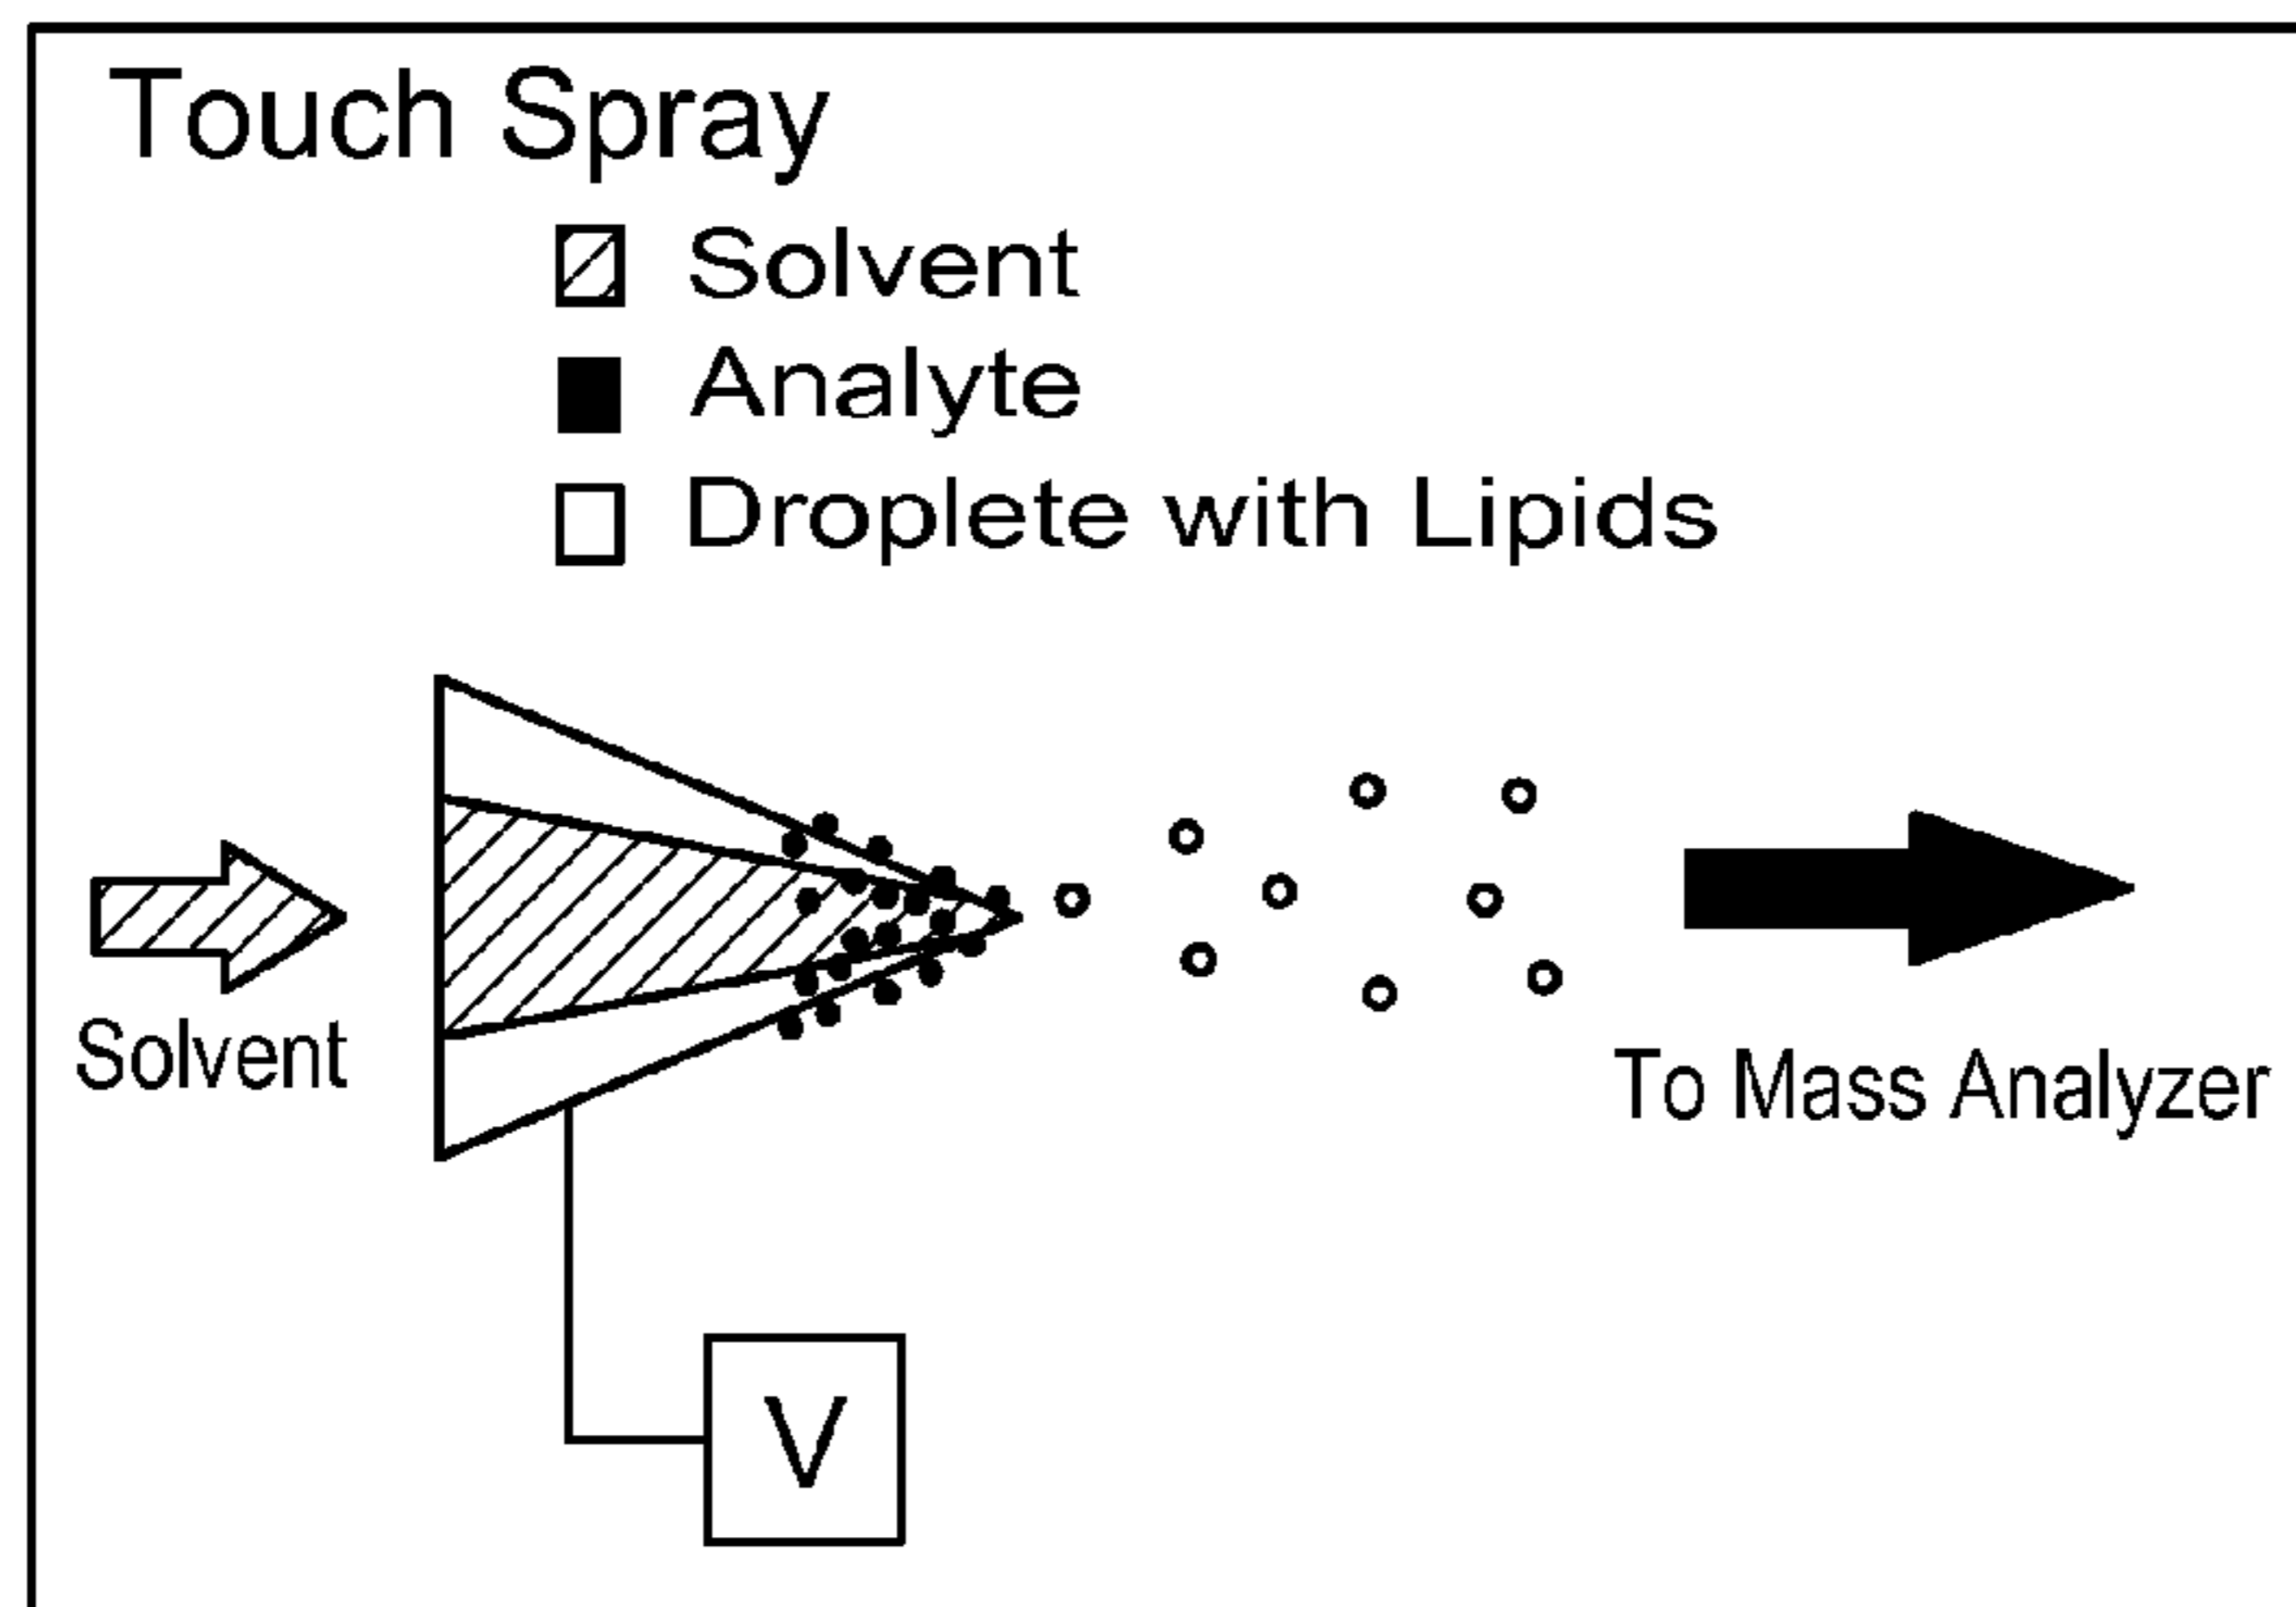 Touch Spray
Solvent
Analyte
Droplete with Lipids
Solvent
To Mass Analyzer
V